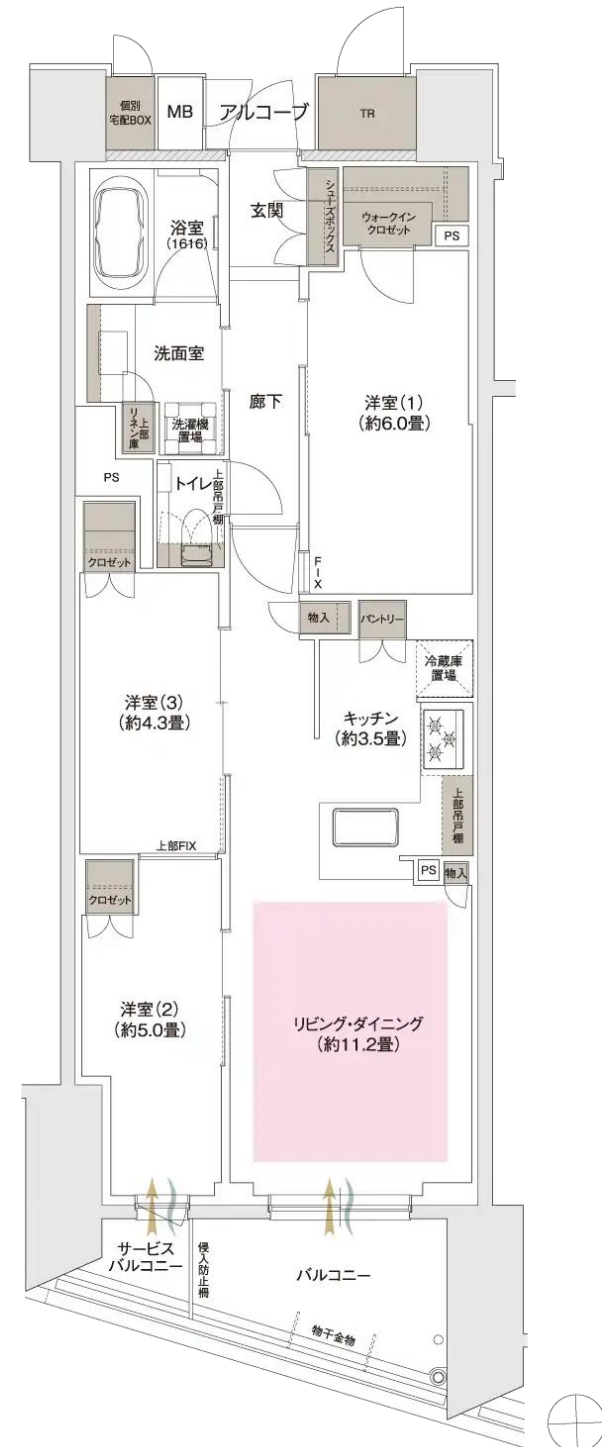 個別
宅配BOX
MB
アルコーブ
TR
浴室
(1616)
玄関
シューズボックス
ウォークイン
クロゼット
PS
洗面室
廊下
洋室(1)
(約6.0畳)
上部
リネン庫
洗濯機
置場
PS
トイレ
上部吊戸棚
クロゼット
FIX
物入
パントリー
冷蔵庫
置場
洋室(3)
(約4.3畳)
キッチン
(約3.5畳)
上部吊戸棚
上部FIX
PS
物入
クロゼット
洋室(2)
(約5.0畳)
リビング・ダイニング
(約11.2畳)
サービス
バルコニー
侵入防止柵
バルコニー
物干金物